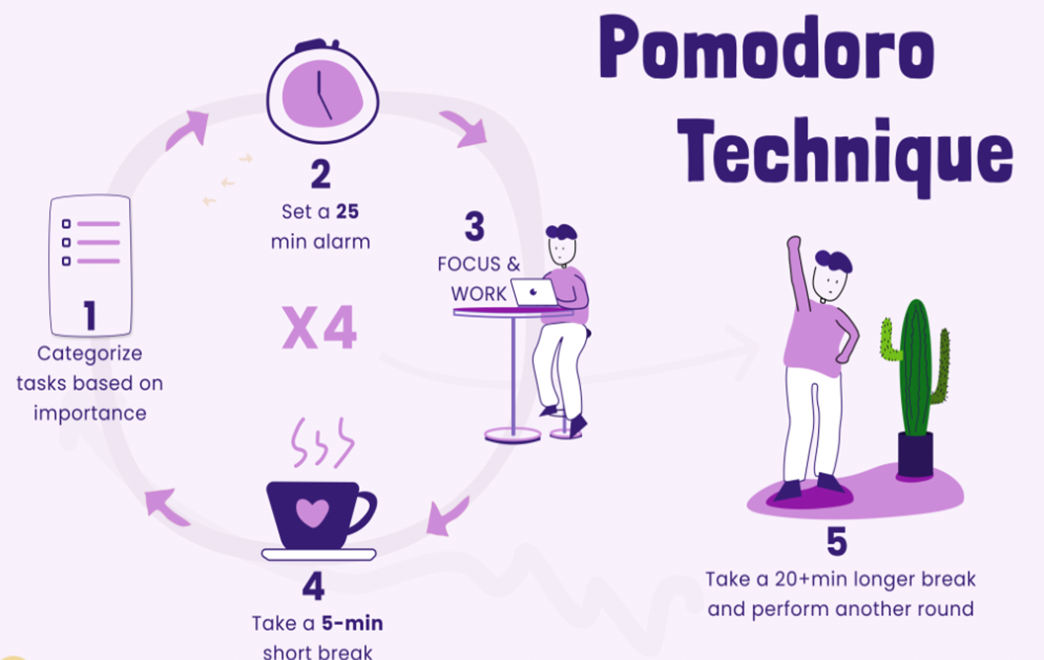 Pomodoro
Technique
1
Categorize
tasks based on
importance
2
Set a 25
min alarm
3
FOCUS &
WORK
X4
4
Take a 5-min
short break
5
Take a 20+min longer break
and perform another round